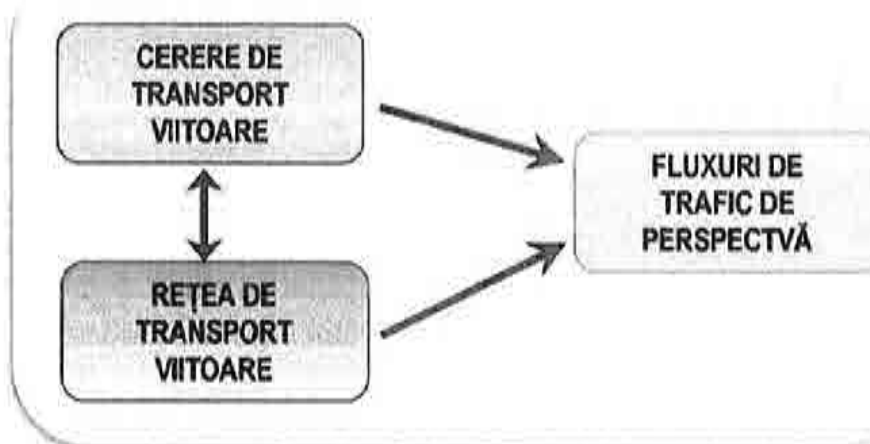 CERERE DE
TRANSPORT
VIITOARE
FLUXURI DE
TRAFIC DE
PERSPECTVĂ
REȚEA DE
TRANSPORT
VIITOARE